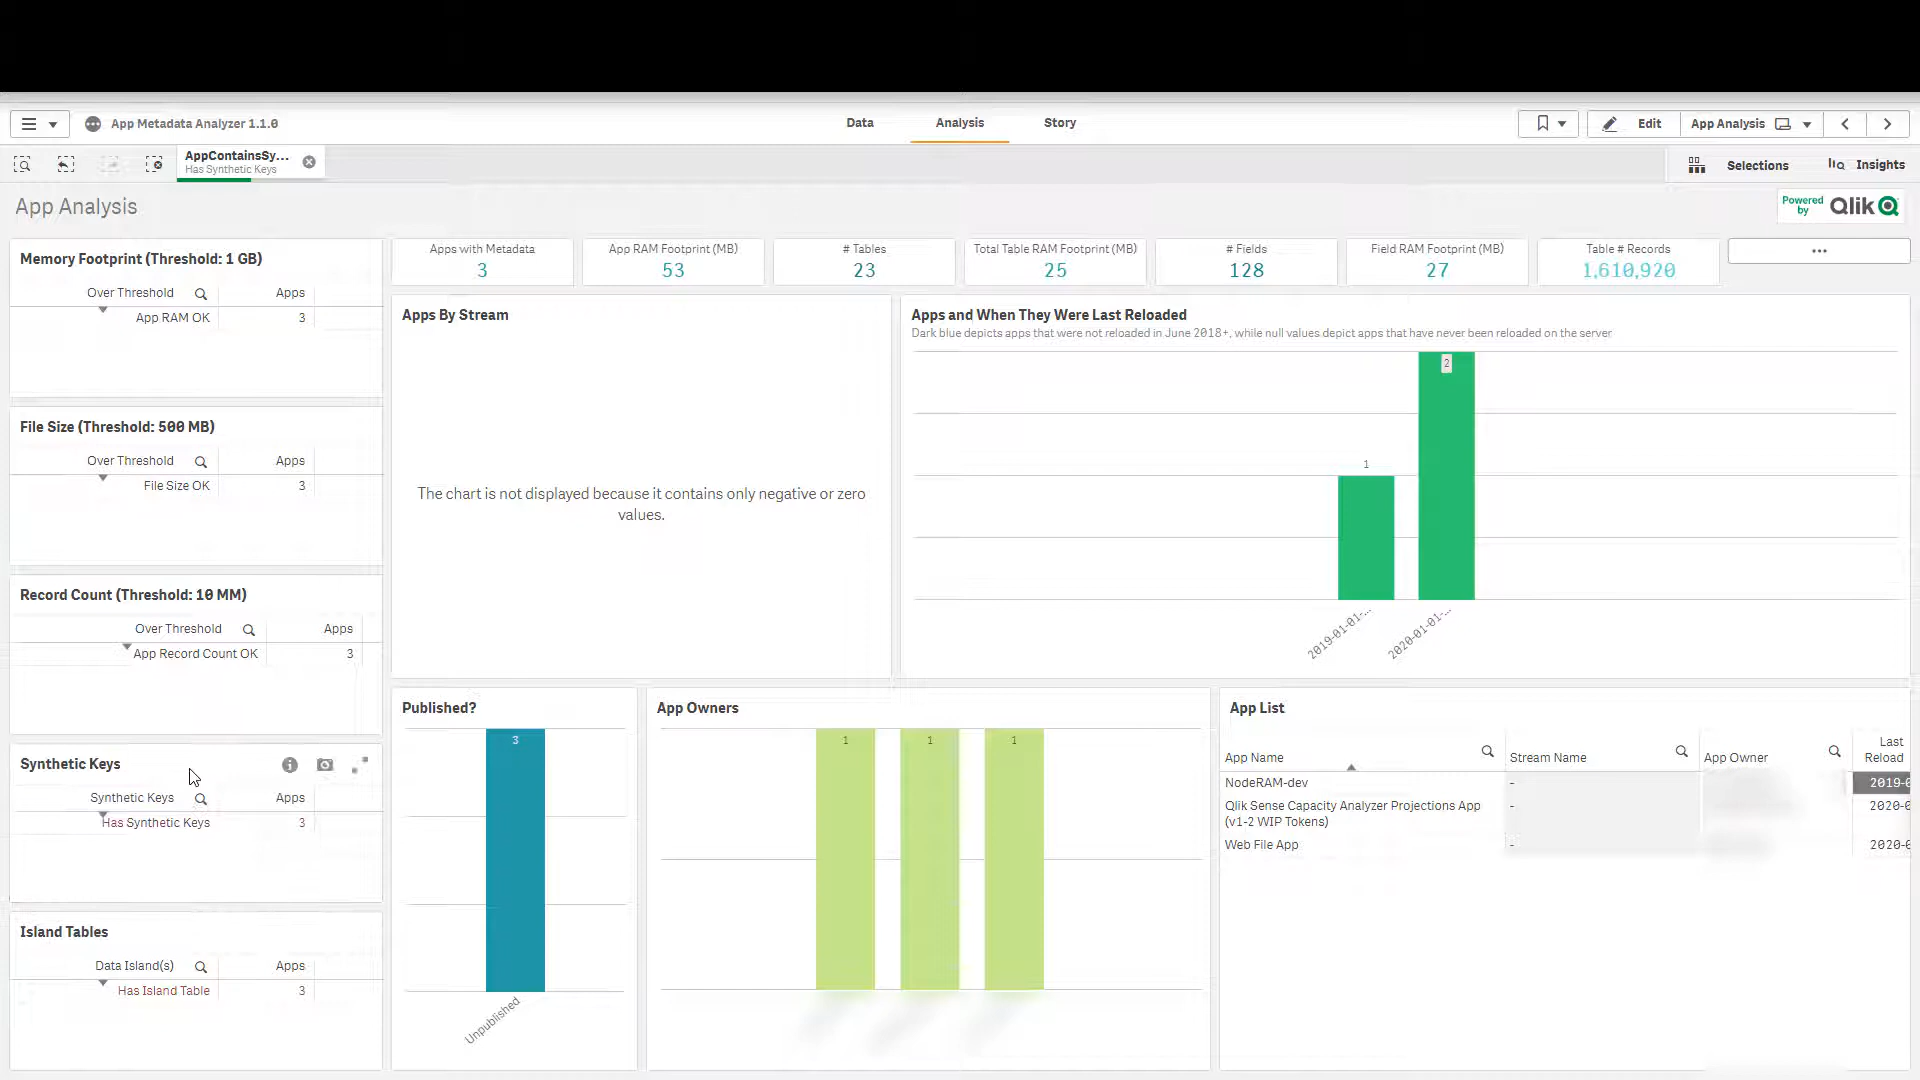 App Metadata Analyzer 1.1.0
Data
Analysis
Story
Edit
App Analysis
AppContainsSy...
Has Synthetic Keys
Selections
Insights
App Analysis
Powered by Qlik
Memory Footprint (Threshold: 1 GB)
Over Threshold Apps
App RAM OK 3
File Size (Threshold: 500 MB)
Over Threshold Apps
File Size OK 3
Record Count (Threshold: 10 MM)
Over Threshold Apps
App Record Count OK 3
Synthetic Keys
Synthetic Keys Apps
Has Synthetic Keys 3
Island Tables
Data Island(s) Apps
Has Island Table 3
Apps with Metadata
3
App RAM Footprint (MB)
53
# Tables
23
Total Table RAM Footprint (MB)
25
# Fields
128
Field RAM Footprint (MB)
27
Table # Records
1,610,920
...
Apps By Stream
The chart is not displayed because it contains only negative or zero
values.
Apps and When They Were Last Reloaded
Dark blue depicts apps that were not reloaded in June 2018+, while null values depict apps that have never been reloaded on the server
2
1
2019-01-01-...
2020-01-01-...
Published?
3
Unpublished
App Owners
1 1 1
App List
App Name Stream Name App Owner Last
Reload
NodeRAM-dev - 2019-0
Qlik Sense Capacity Analyzer Projections App - 2020-0
(v1-2 WIP Tokens)
Web File App - 2020-0